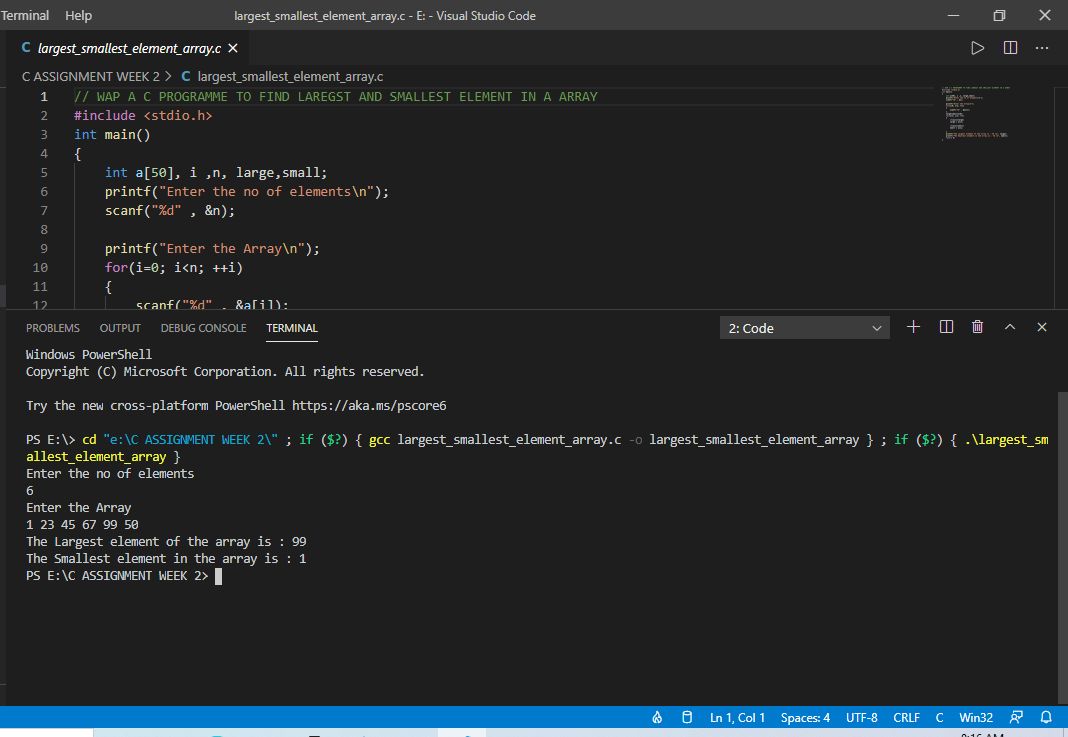 Terminal Help largest_smallest_element_array.c - E: - Visual Studio Code
C largest_smallest_element_array.c
C ASSIGNMENT WEEK 2 > C largest_smallest_element_array.c
1 // WAP A C PROGRAMME TO FIND LAREGST AND SMALLEST ELEMENT IN A ARRAY
2 #include <stdio.h>
3 int main()
4 {
5 int a[50], i ,n, large,small;
6 printf("Enter the no of elements\n");
7 scanf("%d" , &n);
8
9 printf("Enter the Array\n");
10 for(i=0; i<n; ++i)
11 {
12 scanf("%d" , &a[i]);
PROBLEMS OUTPUT DEBUG CONSOLE TERMINAL 2: Code
Windows PowerShell
Copyright (C) Microsoft Corporation. All rights reserved.
Try the new cross-platform PowerShell https://aka.ms/pscore6
PS E:\> cd "e:\C ASSIGNMENT WEEK 2\" ; if ($?) { gcc largest_smallest_element_array.c -o largest_smallest_element_array } ; if ($?) { .\largest_sm
allest_element_array }
Enter the no of elements
6
Enter the Array
1 23 45 67 99 50
The Largest element of the array is : 99
The Smallest element in the array is : 1
PS E:\C ASSIGNMENT WEEK 2>
Ln 1, Col 1 Spaces: 4 UTF-8 CRLF C Win32